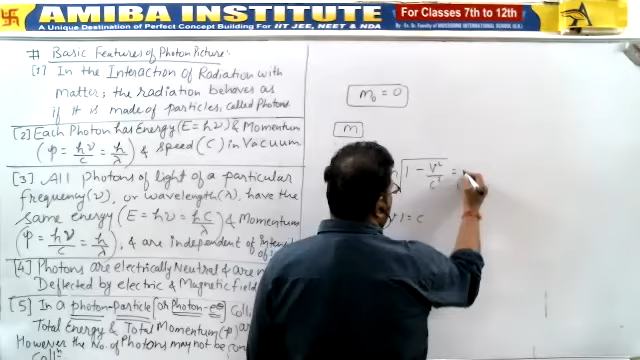 AMIBA INSTITUTE
A Unique Destination of Perfect Concept Building For IIT JEE, NEET & NDA
For Classes 7th to 12th
# Basic Features of Photon Picture:
[1] In the Interaction of Radiation with
matter; the radiation behaves as
if it is made of particles, called Photons
[2] Each Photon has Energy (E = hν) & Momentum
(p = hν/c = h/λ) & Speed (C) in Vacuum
[3] All photons of light of a particular
frequency (ν), or wavelength (λ), have the
same energy (E = hν = hc/λ) & Momentum
(p = hν/c = h/λ), & are independent of
[4] Photons are electrically Neutral & are
Deflected by electric & Magnetic field
[5] In a photon-particle [or Photon-
Total Energy & Total Momentum (p) are
However the No. of Photons may not be
m₀ = 0
m
√1 - v²/c² =
= c